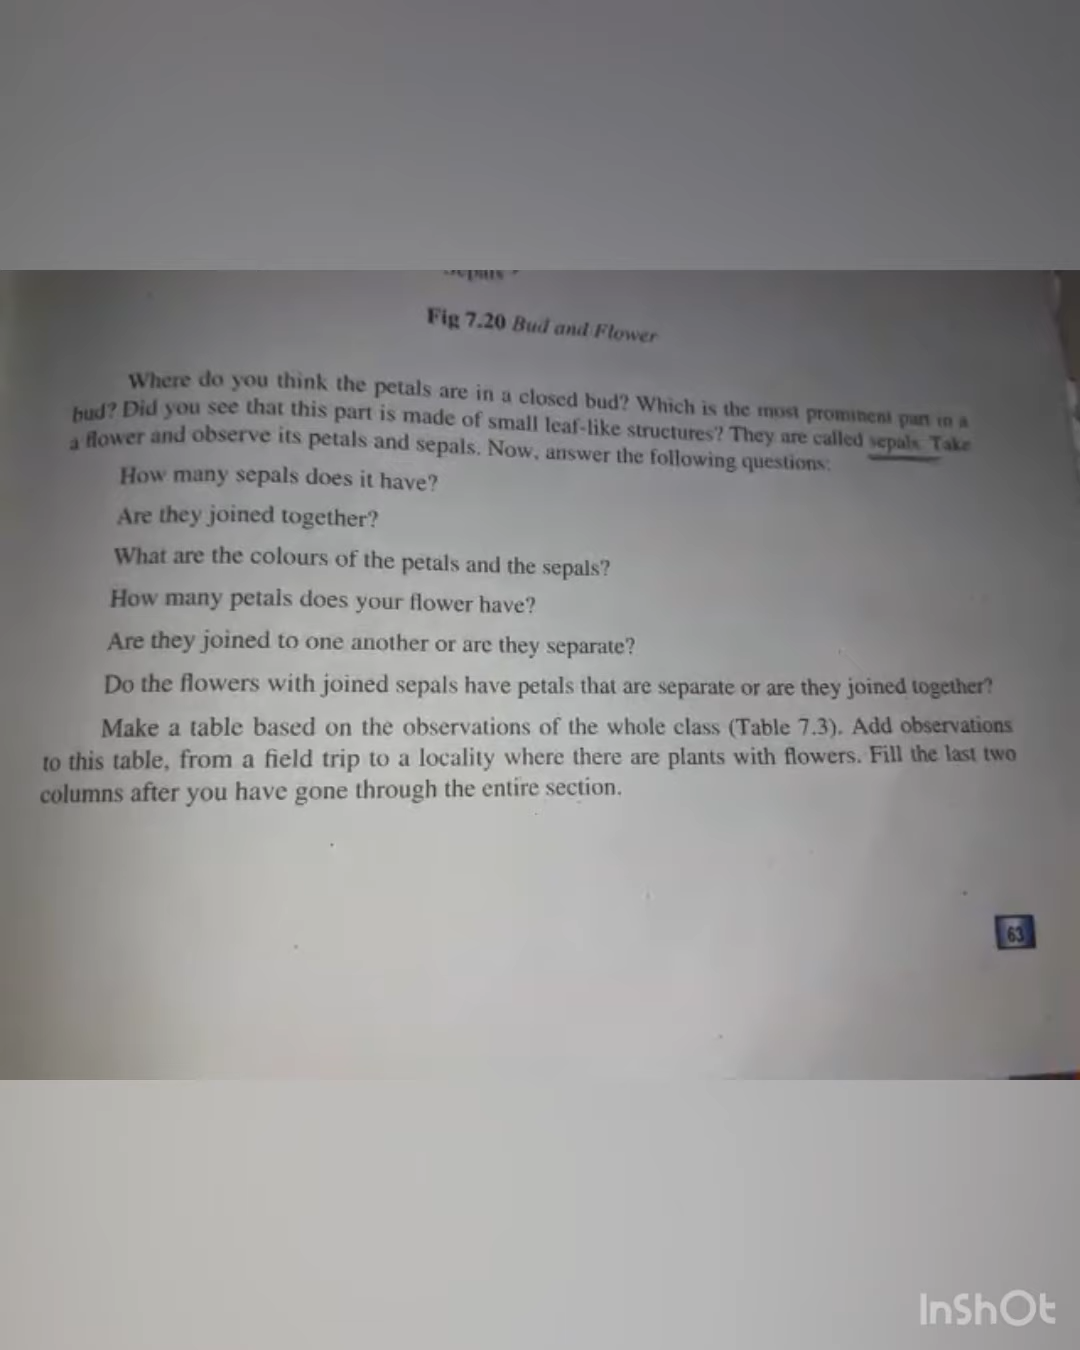 Sepals
Fig 7.20 Bud and Flower
Where do you think the petals are in a closed bud? Which is the most prominent part in a
bud? Did you see that this part is made of small leaf-like structures? They are called sepals. Take
a flower and observe its petals and sepals. Now, answer the following questions:
How many sepals does it have?
Are they joined together?
What are the colours of the petals and the sepals?
How many petals does your flower have?
Are they joined to one another or are they separate?
Do the flowers with joined sepals have petals that are separate or are they joined together?
Make a table based on the observations of the whole class (Table 7.3). Add observations
to this table, from a field trip to a locality where there are plants with flowers. Fill the last two
columns after you have gone through the entire section.
63
InShOt